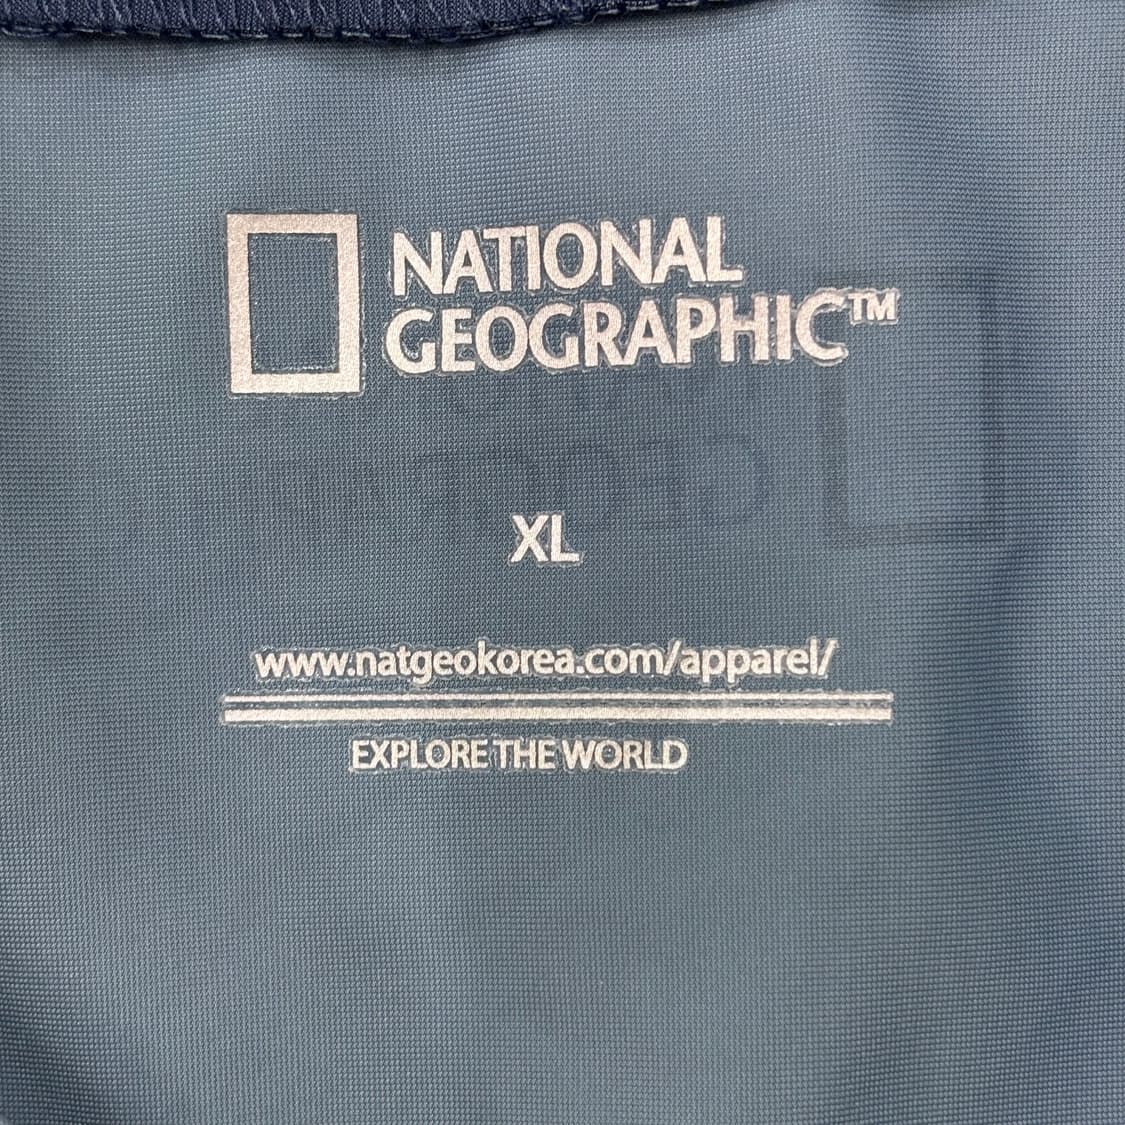 NATIONAL
GEOGRAPHIC™
XL
www.natgeokorea.com/apparel/
EXPLORE THE WORLD